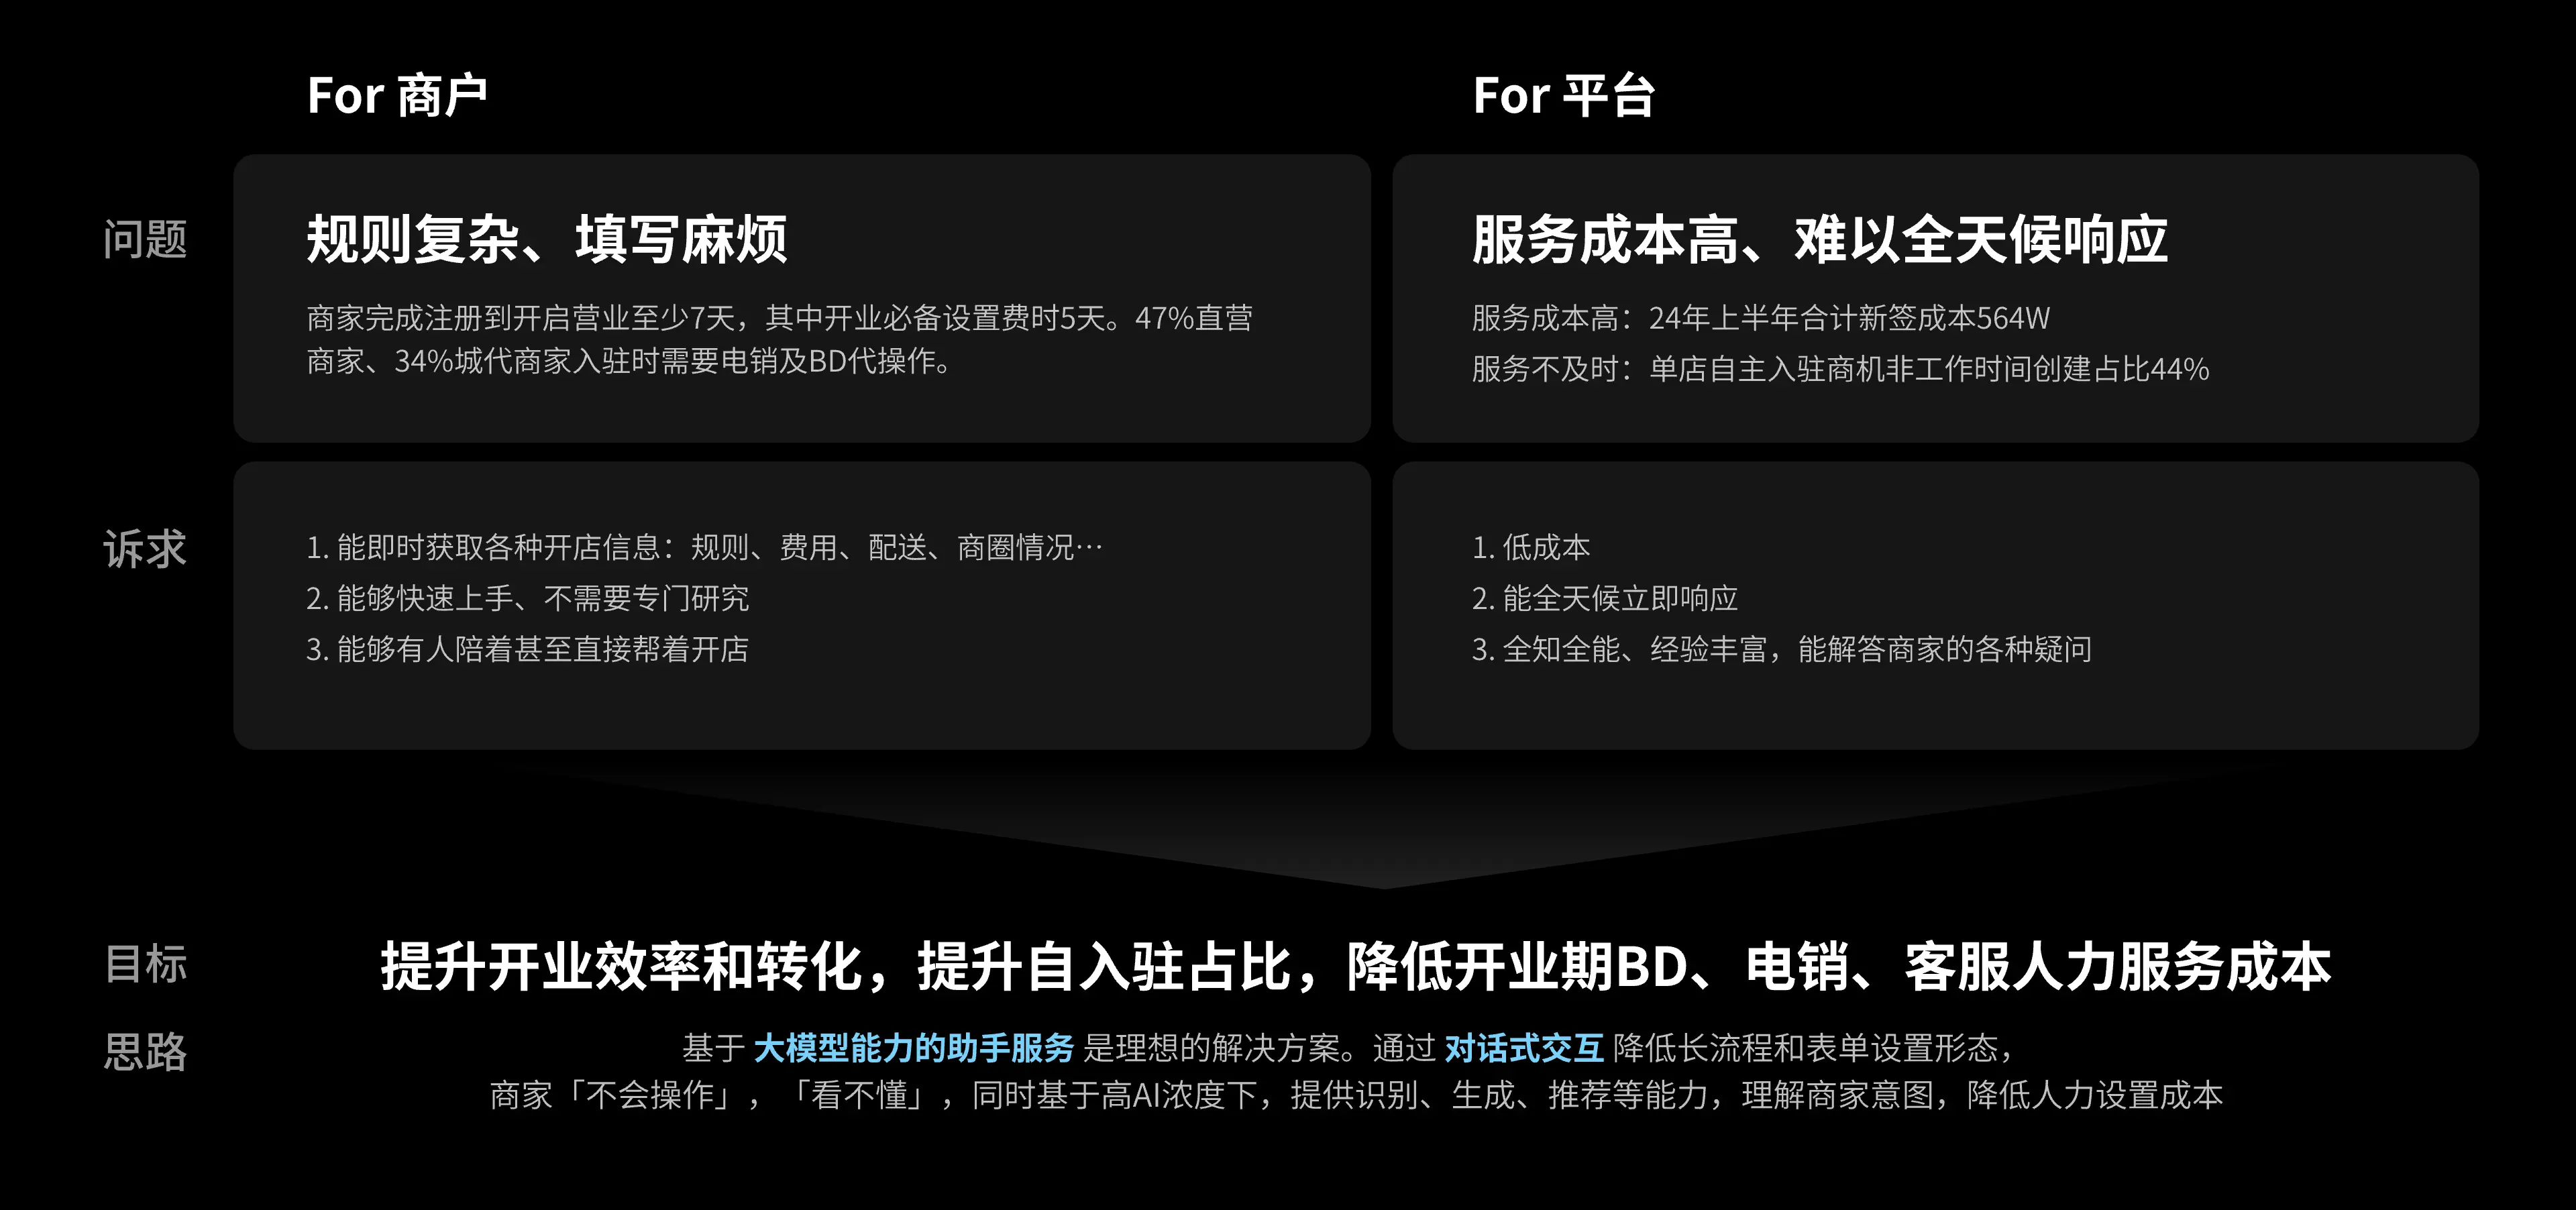 For 商户
For 平台
问题
规则复杂、填写麻烦
商家完成注册到开启营业至少7天，其中开业必备设置费时5天。47%直营
商家、34%城代商家入驻时需要电销及BD代操作。
服务成本高、难以全天候响应
服务成本高：24年上半年合计新签成本564W
服务不及时：单店自主入驻商机非工作时间创建占比44%
诉求
1. 能即时获取各种开店信息：规则、费用、配送、商圈情况…
2. 能够快速上手、不需要专门研究
3. 能够有人陪着甚至直接帮着开店
1. 低成本
2. 能全天候立即响应
3. 全知全能、经验丰富，能解答商家的各种疑问
目标
提升开业效率和转化，提升自入驻占比，降低开业期BD、电销、客服人力服务成本
思路
基于 大模型能力的助手服务 是理想的解决方案。通过 对话式交互 降低长流程和表单设置形态，
商家「不会操作」，「看不懂」，同时基于高AI浓度下，提供识别、生成、推荐等能力，理解商家意图，降低人力设置成本